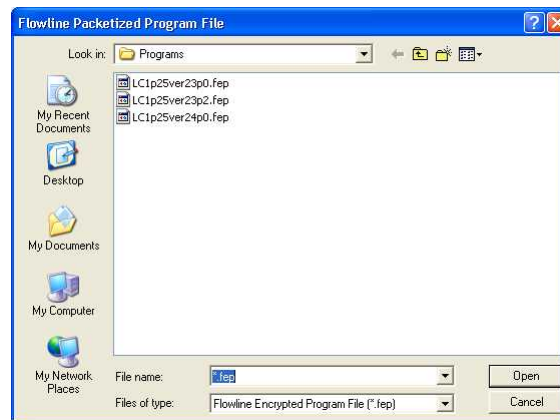 Flowline Packetized Program File
Look in: Programs
LC1p25ver23p0.fep
LC1p25ver23p2.fep
LC1p25ver24p0.fep
My Recent
Documents
Desktop
My Documents
My Computer
My Network
Places
File name: *.fep Open
Files of type: Flowline Encrypted Program File (*.fep) Cancel